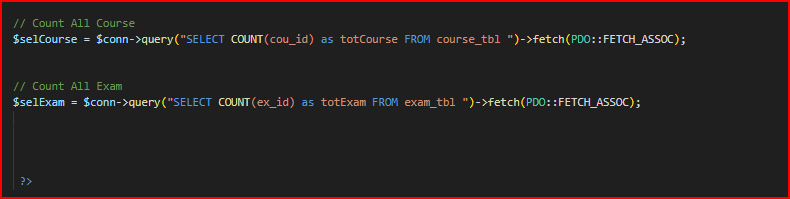 // Count All Course
$selCourse = $conn->query("SELECT COUNT(cou_id) as totCourse FROM course_tbl ")->fetch(PDO::FETCH_ASSOC);
// Count All Exam
$selExam = $conn->query("SELECT COUNT(ex_id) as totExam FROM exam_tbl ")->fetch(PDO::FETCH_ASSOC);
?>